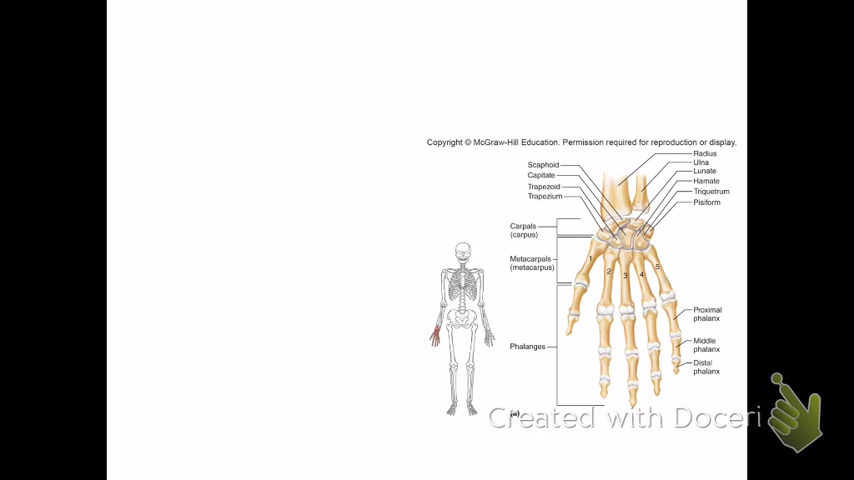 Copyright © McGraw-Hill Education. Permission required for reproduction or display.
Radius
Ulna
Lunate
Hamate
Triquetrum
Pisiform
Scaphoid
Capitate
Trapezoid
Trapezium
Carpals
(carpus)
Metacarpals
(metacarpus)
1
2
3
4
5
Phalanges
Proximal
phalanx
Middle
phalanx
Distal
phalanx
(a)
Created with Doceri